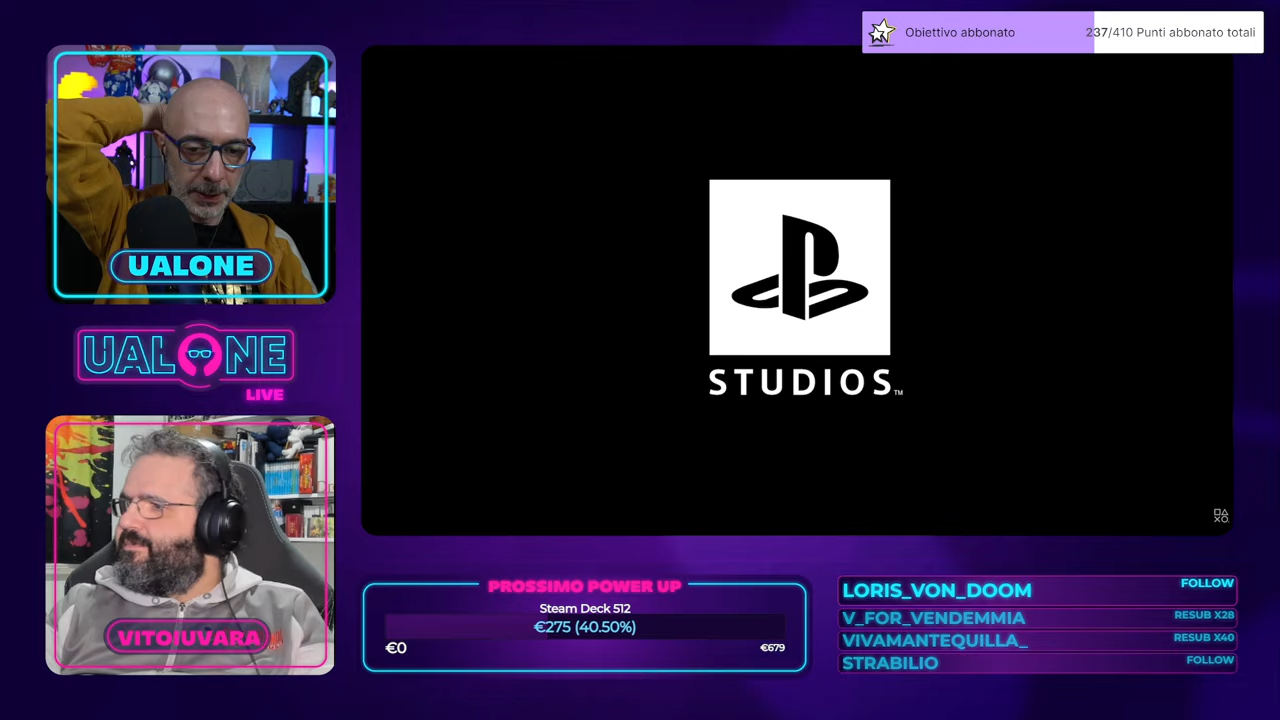 Obiettivo abbonato
237/410 Punti abbonato totali
UALONE
STUDIOS™
UALONE
LIVE
VITOIUVARA
PROSSIMO POWER UP
Steam Deck 512
€275 (40.50%)
€0
€679
LORIS_VON_DOOM FOLLOW
V_FOR_VENDEMMIA RESUB X28
VIVAMANTEQUILLA_ RESUB X40
STRABILIO FOLLOW